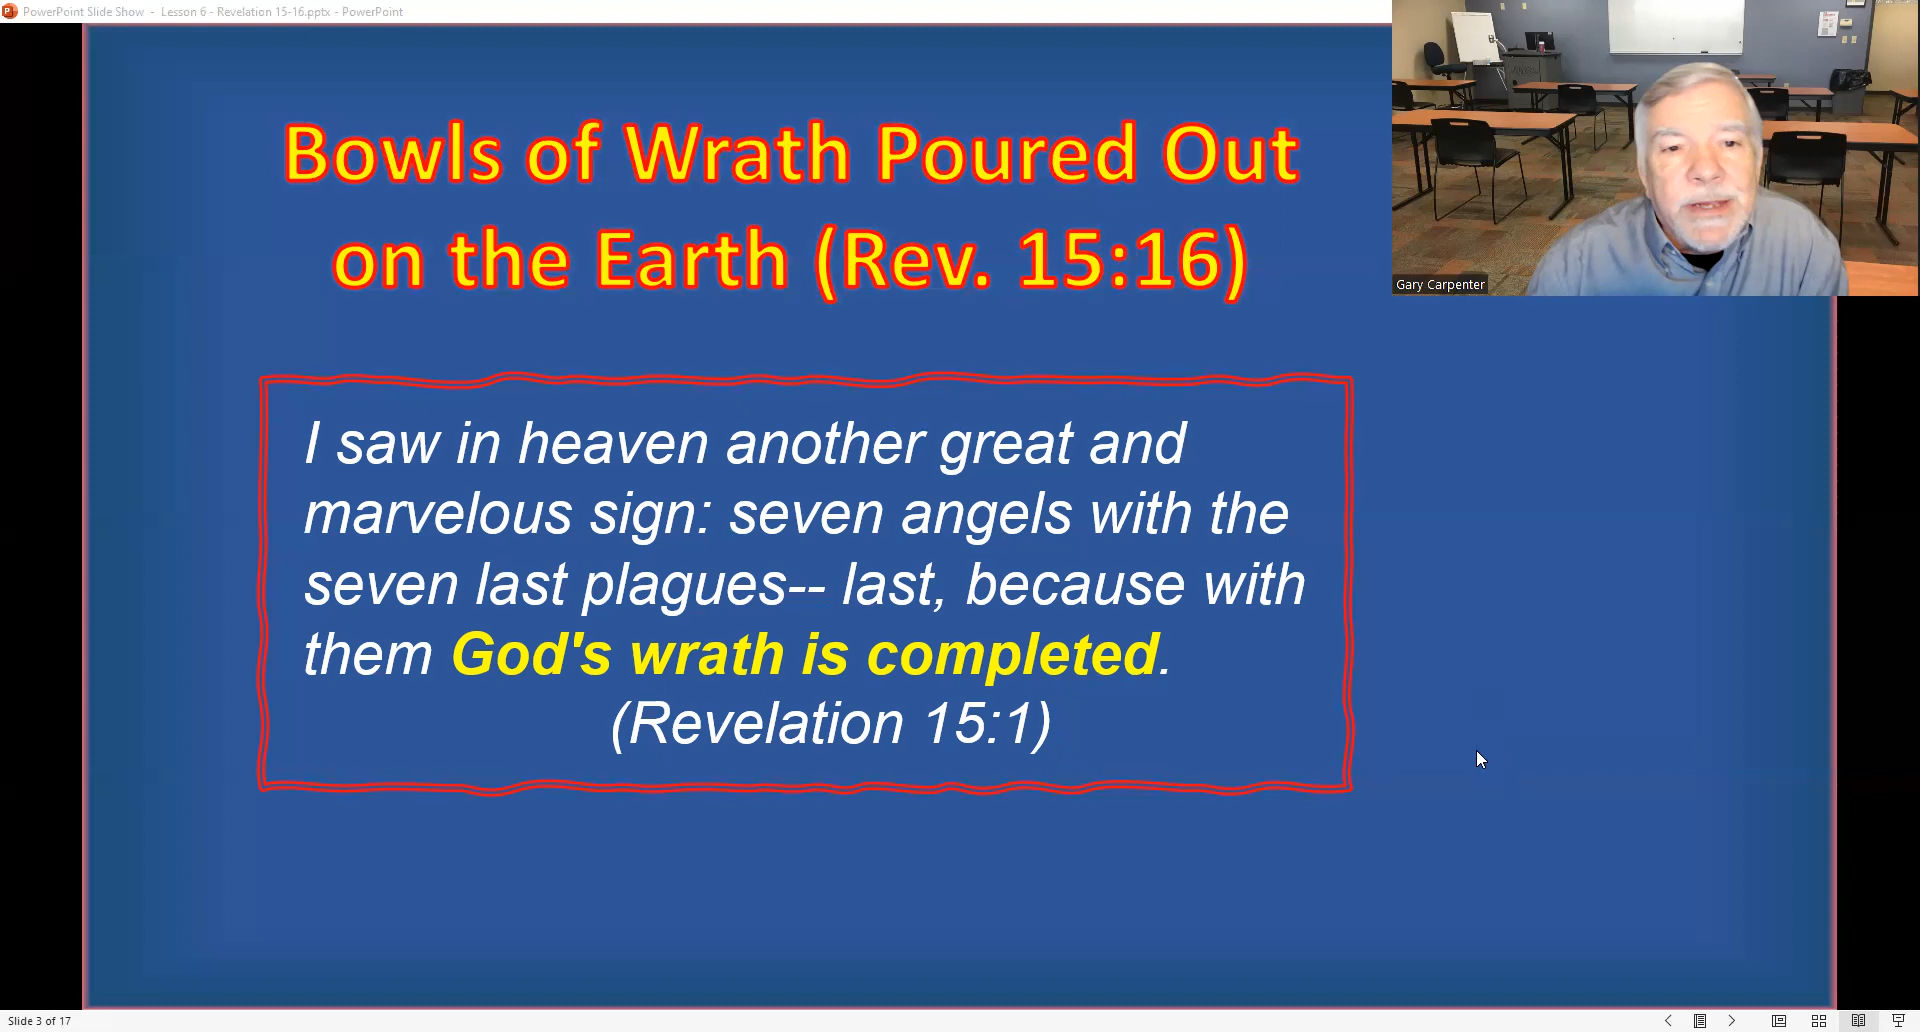 PowerPoint Slide Show - Lesson 6 - Revelation 15-16.pptx - PowerPoint
Bowls of Wrath Poured Out
on the Earth (Rev. 15:16)
Gary Carpenter
I saw in heaven another great and
marvelous sign: seven angels with the
seven last plagues-- last, because with
them God's wrath is completed.
(Revelation 15:1)
Slide 3 of 17